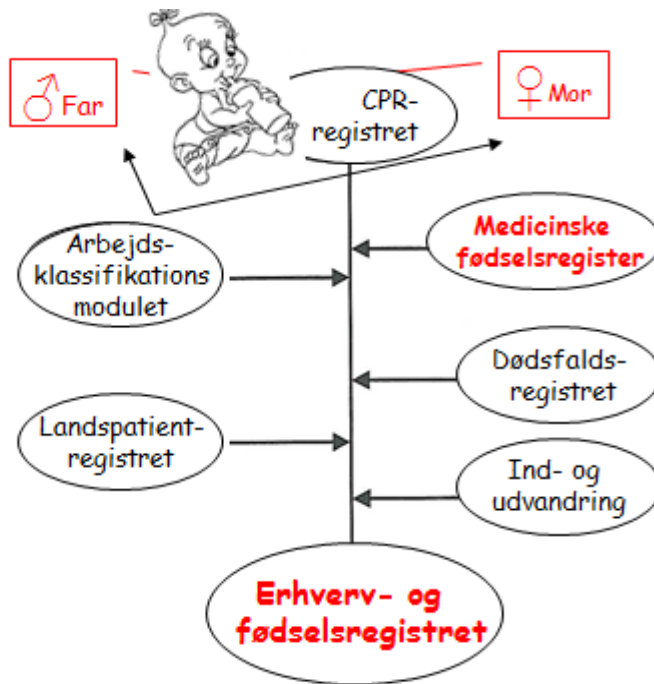 ♂ Far
CPR-
registret
♀ Mor
Arbejds-
klassifikations
modulet
Medicinske
fødselsregister
Dødsfalds-
registret
Landspatient-
registret
Ind- og
udvandring
Erhverv- og
fødselsregistret